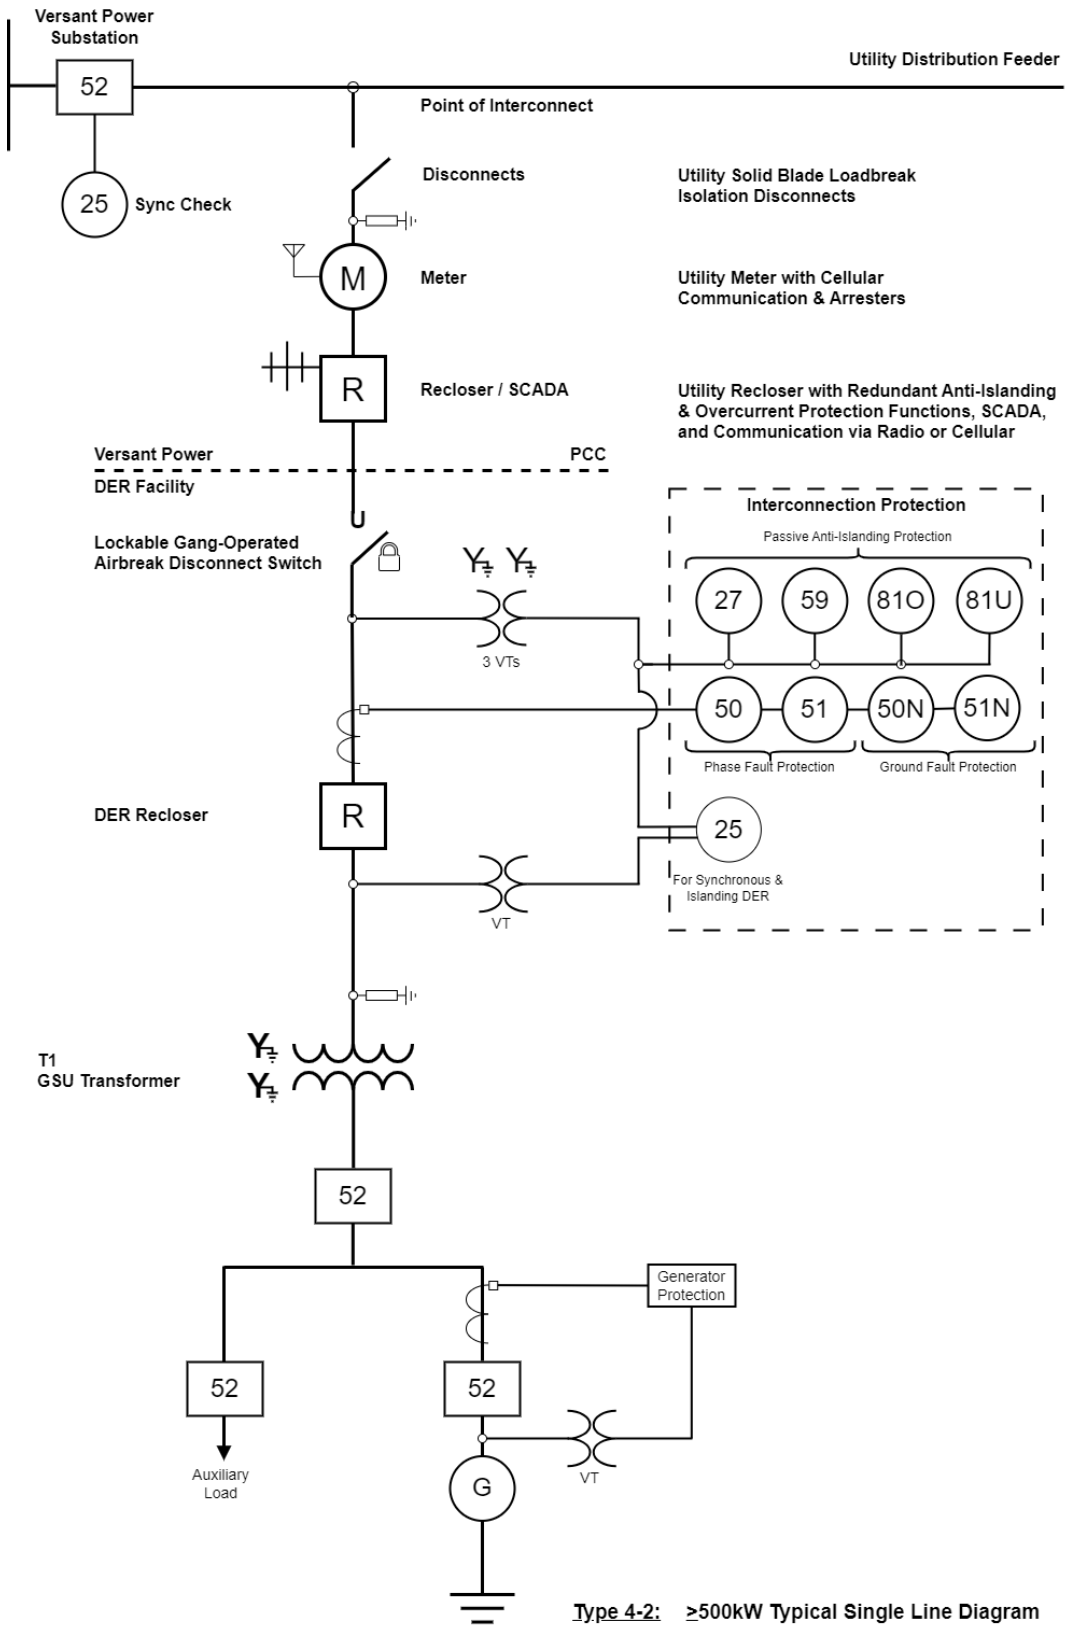 Versant Power
Substation
52
Utility Distribution Feeder
Point of Interconnect
25
Sync Check
Disconnects
Utility Solid Blade Loadbreak
Isolation Disconnects
M
Meter
Utility Meter with Cellular
Communication & Arresters
R
Recloser / SCADA
Utility Recloser with Redundant Anti-Islanding
& Overcurrent Protection Functions, SCADA,
and Communication via Radio or Cellular
Versant Power
PCC
DER Facility
Lockable Gang-Operated
Airbreak Disconnect Switch
Y Y
3 VTs
Interconnection Protection
Passive Anti-Islanding Protection
27
59
81O
81U
50
51
50N
51N
Phase Fault Protection
Ground Fault Protection
DER Recloser
R
25
For Synchronous &
Islanding DER
VT
T1
GSU Transformer
Y
Y
52
Generator
Protection
52
52
Auxiliary
Load
VT
G
Type 4-2: ≥500kW Typical Single Line Diagram